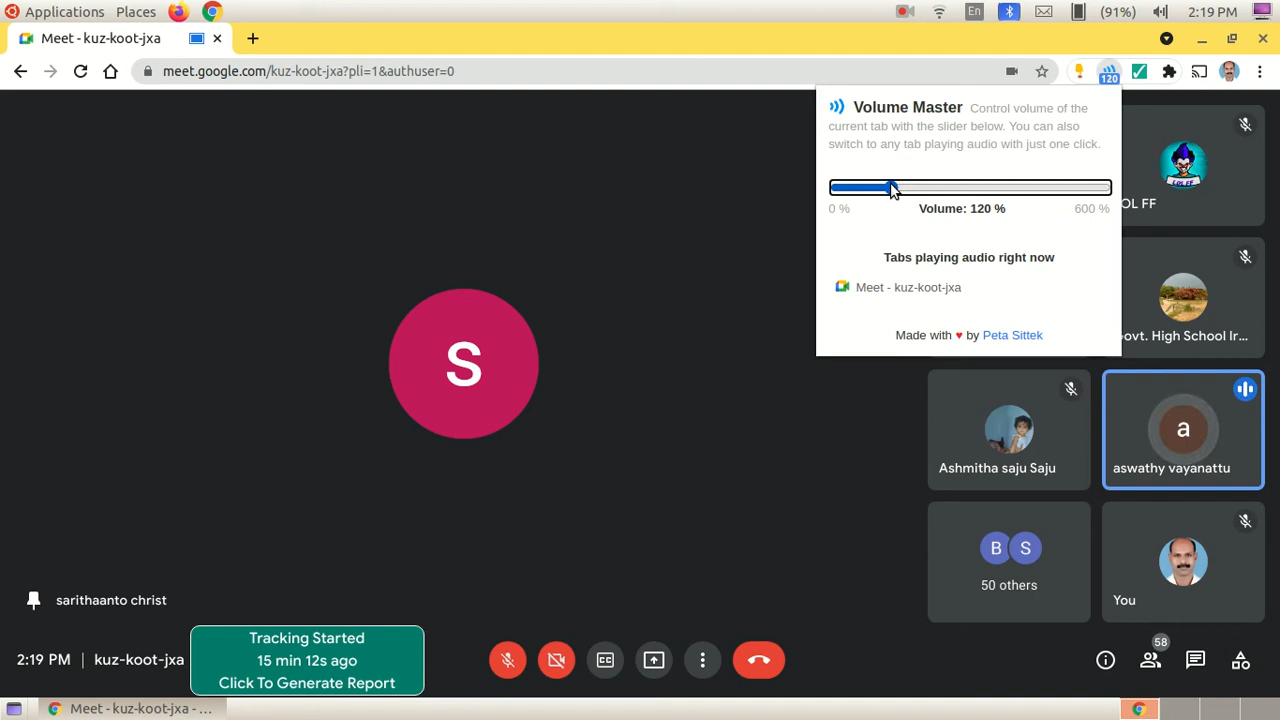 Applications Places
En
(91%)
2:19 PM
Meet - kuz-koot-jxa
meet.google.com/kuz-koot-jxa?pli=1&authuser=0
120
Volume Master Control volume of the
current tab with the slider below. You can also
switch to any tab playing audio with just one click.
0 % Volume: 120 % 600 %
Tabs playing audio right now
Meet - kuz-koot-jxa
Made with ♥ by Peta Sittek
OL FF
ovt. High School Ir...
S
Ashmitha saju Saju
a
aswathy vayanattu
B S
50 others
You
sarithaanto christ
2:19 PM | kuz-koot-jxa
Tracking Started
15 min 12s ago
Click To Generate Report
58
Meet - kuz-koot-jxa - ...